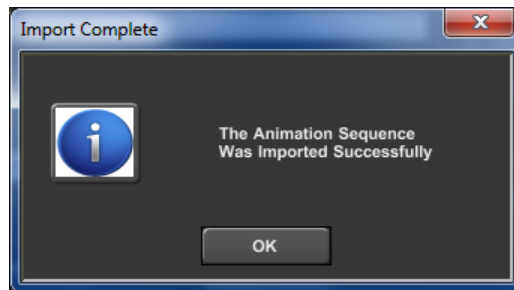 Import Complete
The Animation Sequence
Was Imported Successfully
OK